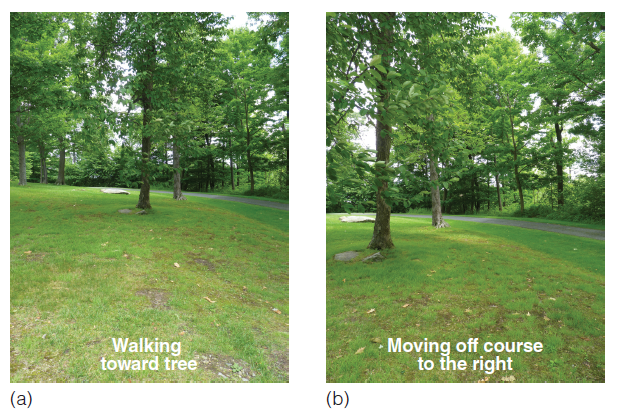 Walking
toward tree
Moving off course
to the right
(a)
(b)